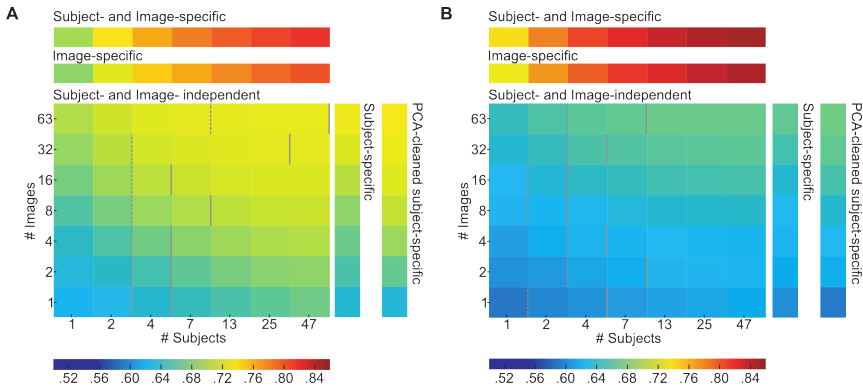 A
Subject- and Image-specific
Image-specific
Subject- and Image- independent
63
32
16
8
4
2
1
# Images
1 2 4 7 13 25 47
# Subjects
Subject-specific
PCA-cleaned subject-specific
.52 .56 .60 .64 .68 .72 .76 .80 .84
B
Subject- and Image-specific
Image-specific
Subject- and Image-independent
63
32
16
8
4
2
1
# Images
1 2 4 7 13 25 47
# Subjects
Subject-specific
PCA-cleaned subject-specific
.52 .56 .60 .64 .68 .72 .76 .80 .84